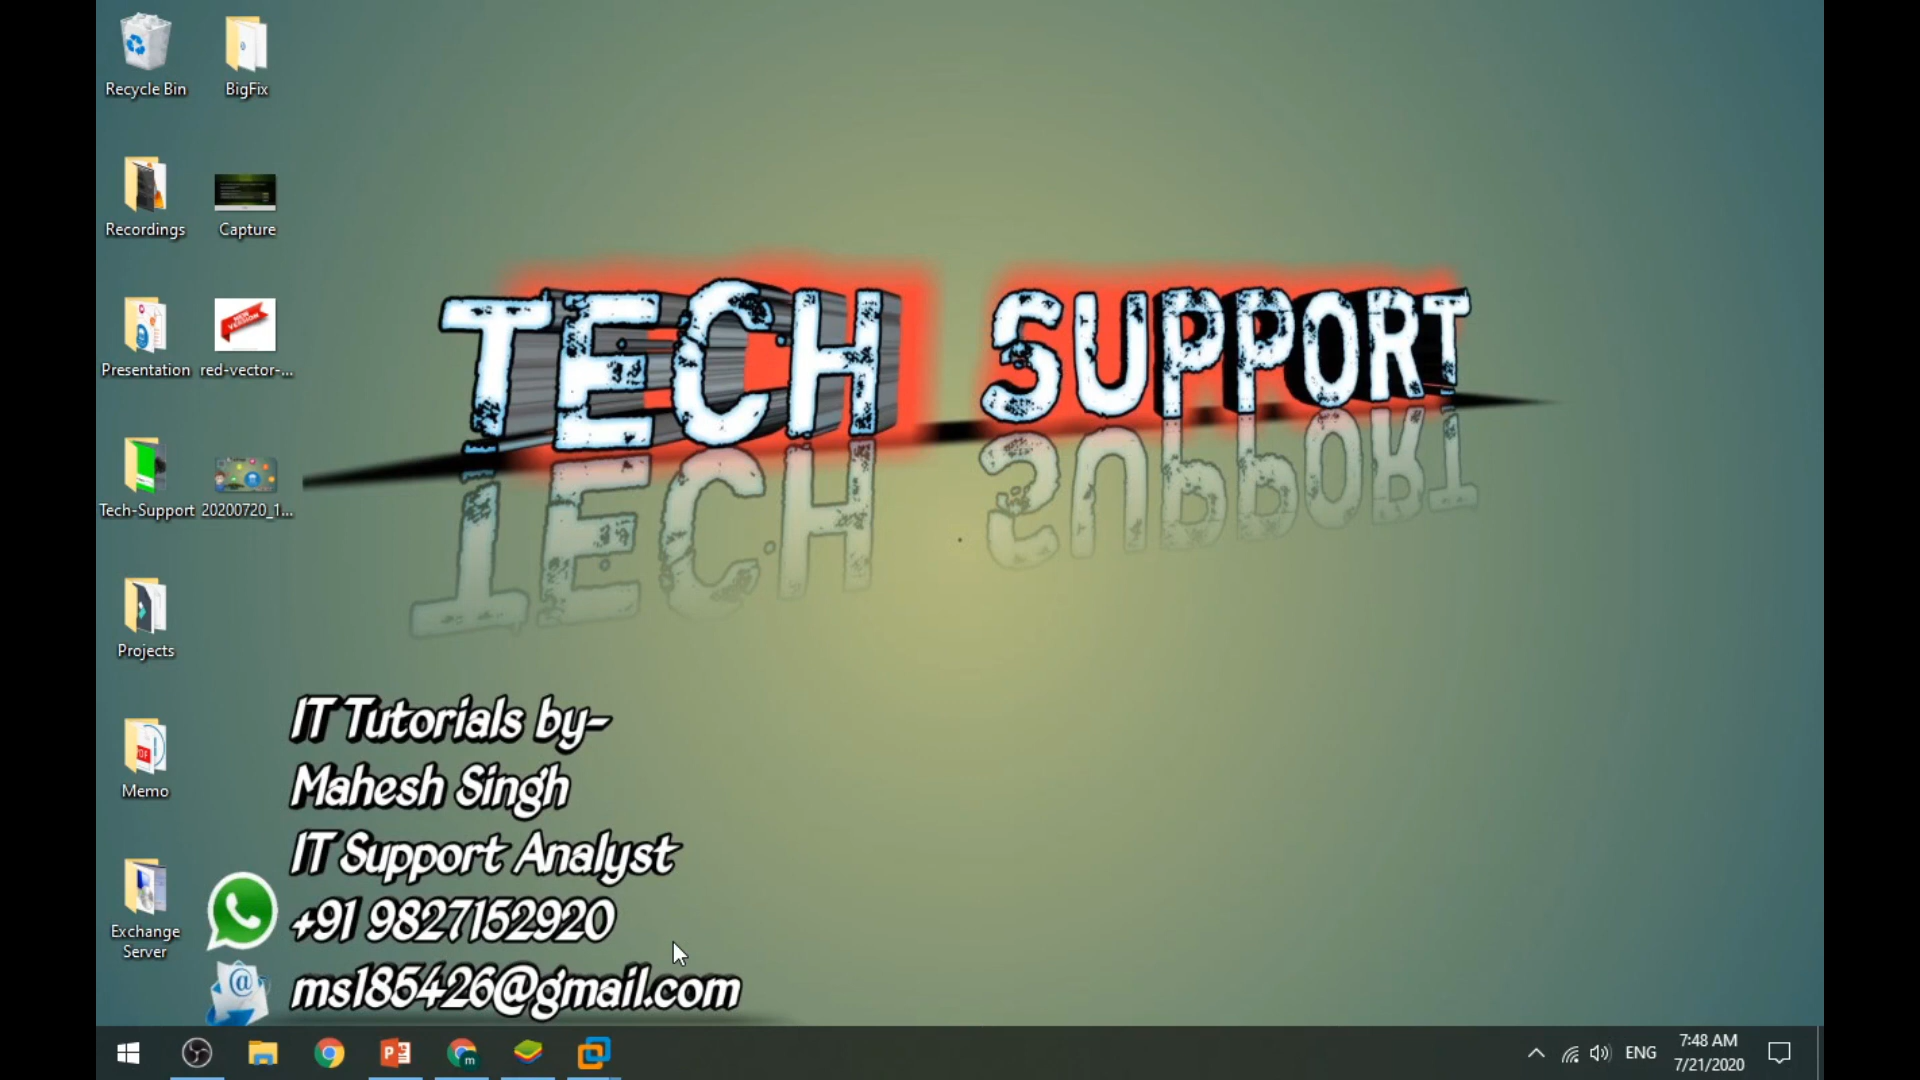 Recycle Bin
BigFix
Recordings
Capture
Presentation
red-vector-...
Tech-Support
20200720_1...
Projects
Memo
Exchange
Server
TECH SUPPORT
IT Tutorials by-
Mahesh Singh
IT Support Analyst
+91 9827152920
ms185426@gmail.com
ENG
7:48 AM
7/21/2020